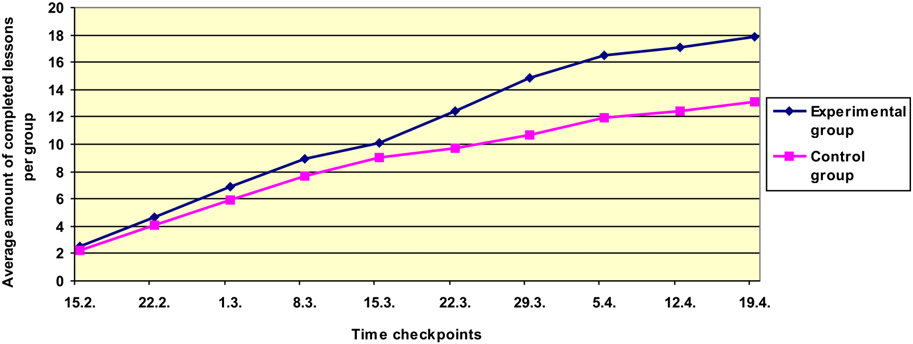 Average amount of completed lessons
per group
20
18
16
14
12
10
8
6
4
2
0
15.2. 22.2. 1.3. 8.3. 15.3. 22.3. 29.3. 5.4. 12.4. 19.4.
Time checkpoints
Experimental
group
Control
group